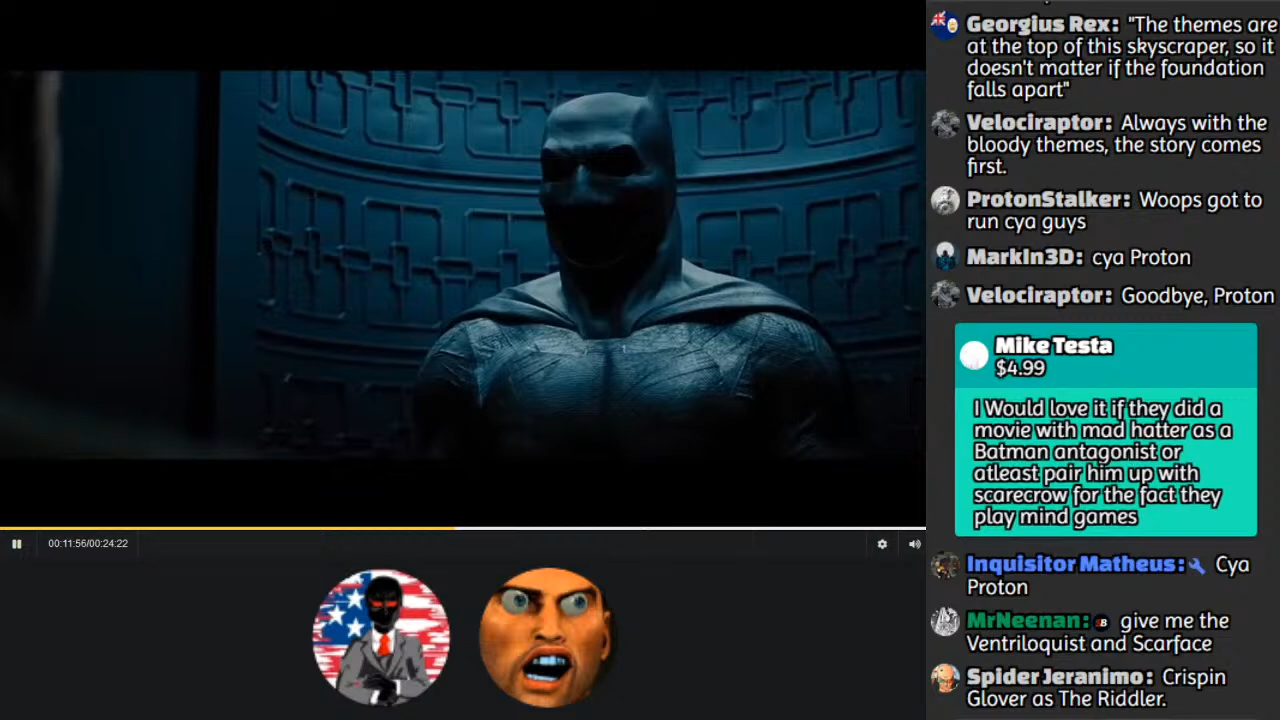 Georgius Rex: "The themes are
at the top of this skyscraper, so it
doesn't matter if the foundation
falls apart"
Velociraptor: Always with the
bloody themes, the story comes
first.
ProtonStalker: Woops got to
run cya guys
MarkIn3D: cya Proton
Velociraptor: Goodbye, Proton
Mike Testa
$4.99
I Would love it if they did a
movie with mad hatter as a
Batman antagonist or
atleast pair him up with
scarecrow for the fact they
play mind games
Inquisitor Matheus: Cya
Proton
MrNeenan: give me the
Ventriloquist and Scarface
Spider Jeranimo: Crispin
Glover as The Riddler.
00:11:56/00:24:22